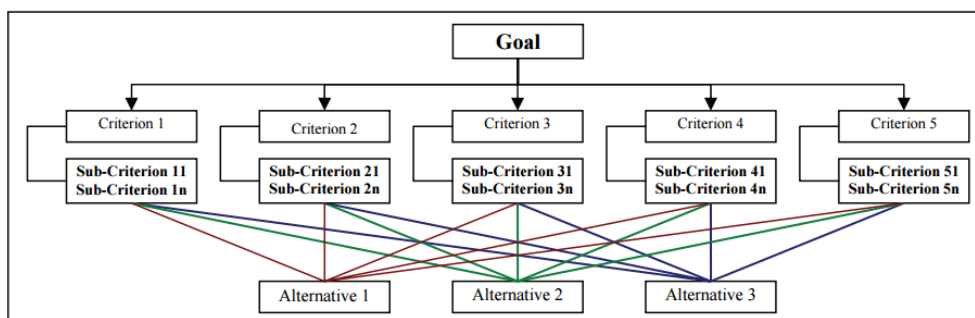 Goal
Criterion 1
Criterion 2
Criterion 3
Criterion 4
Criterion 5
Sub-Criterion 11
Sub-Criterion 1n
Sub-Criterion 21
Sub-Criterion 2n
Sub-Criterion 31
Sub-Criterion 3n
Sub-Criterion 41
Sub-Criterion 4n
Sub-Criterion 51
Sub-Criterion 5n
Alternative 1
Alternative 2
Alternative 3